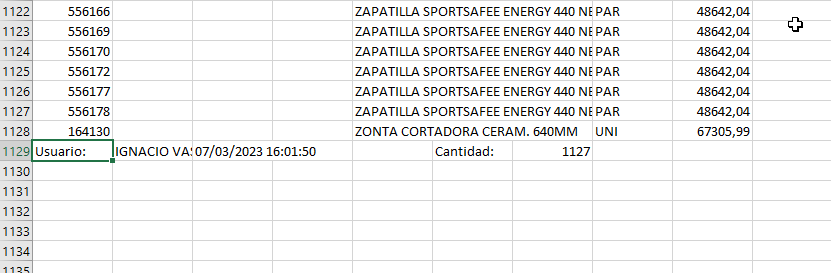 1122 556166 ZAPATILLA SPORTSAFEE ENERGY 440 NE PAR 48642,04
1123 556169 ZAPATILLA SPORTSAFEE ENERGY 440 NE PAR 48642,04
1124 556170 ZAPATILLA SPORTSAFEE ENERGY 440 NE PAR 48642,04
1125 556172 ZAPATILLA SPORTSAFEE ENERGY 440 NE PAR 48642,04
1126 556177 ZAPATILLA SPORTSAFEE ENERGY 440 NE PAR 48642,04
1127 556178 ZAPATILLA SPORTSAFEE ENERGY 440 NE PAR 48642,04
1128 164130 ZONTA CORTADORA CERAM. 640MM UNI 67305,99
1129 Usuario: IGNACIO VAS 07/03/2023 16:01:50 Cantidad: 1127
1130
1131
1132
1133
1134
1135